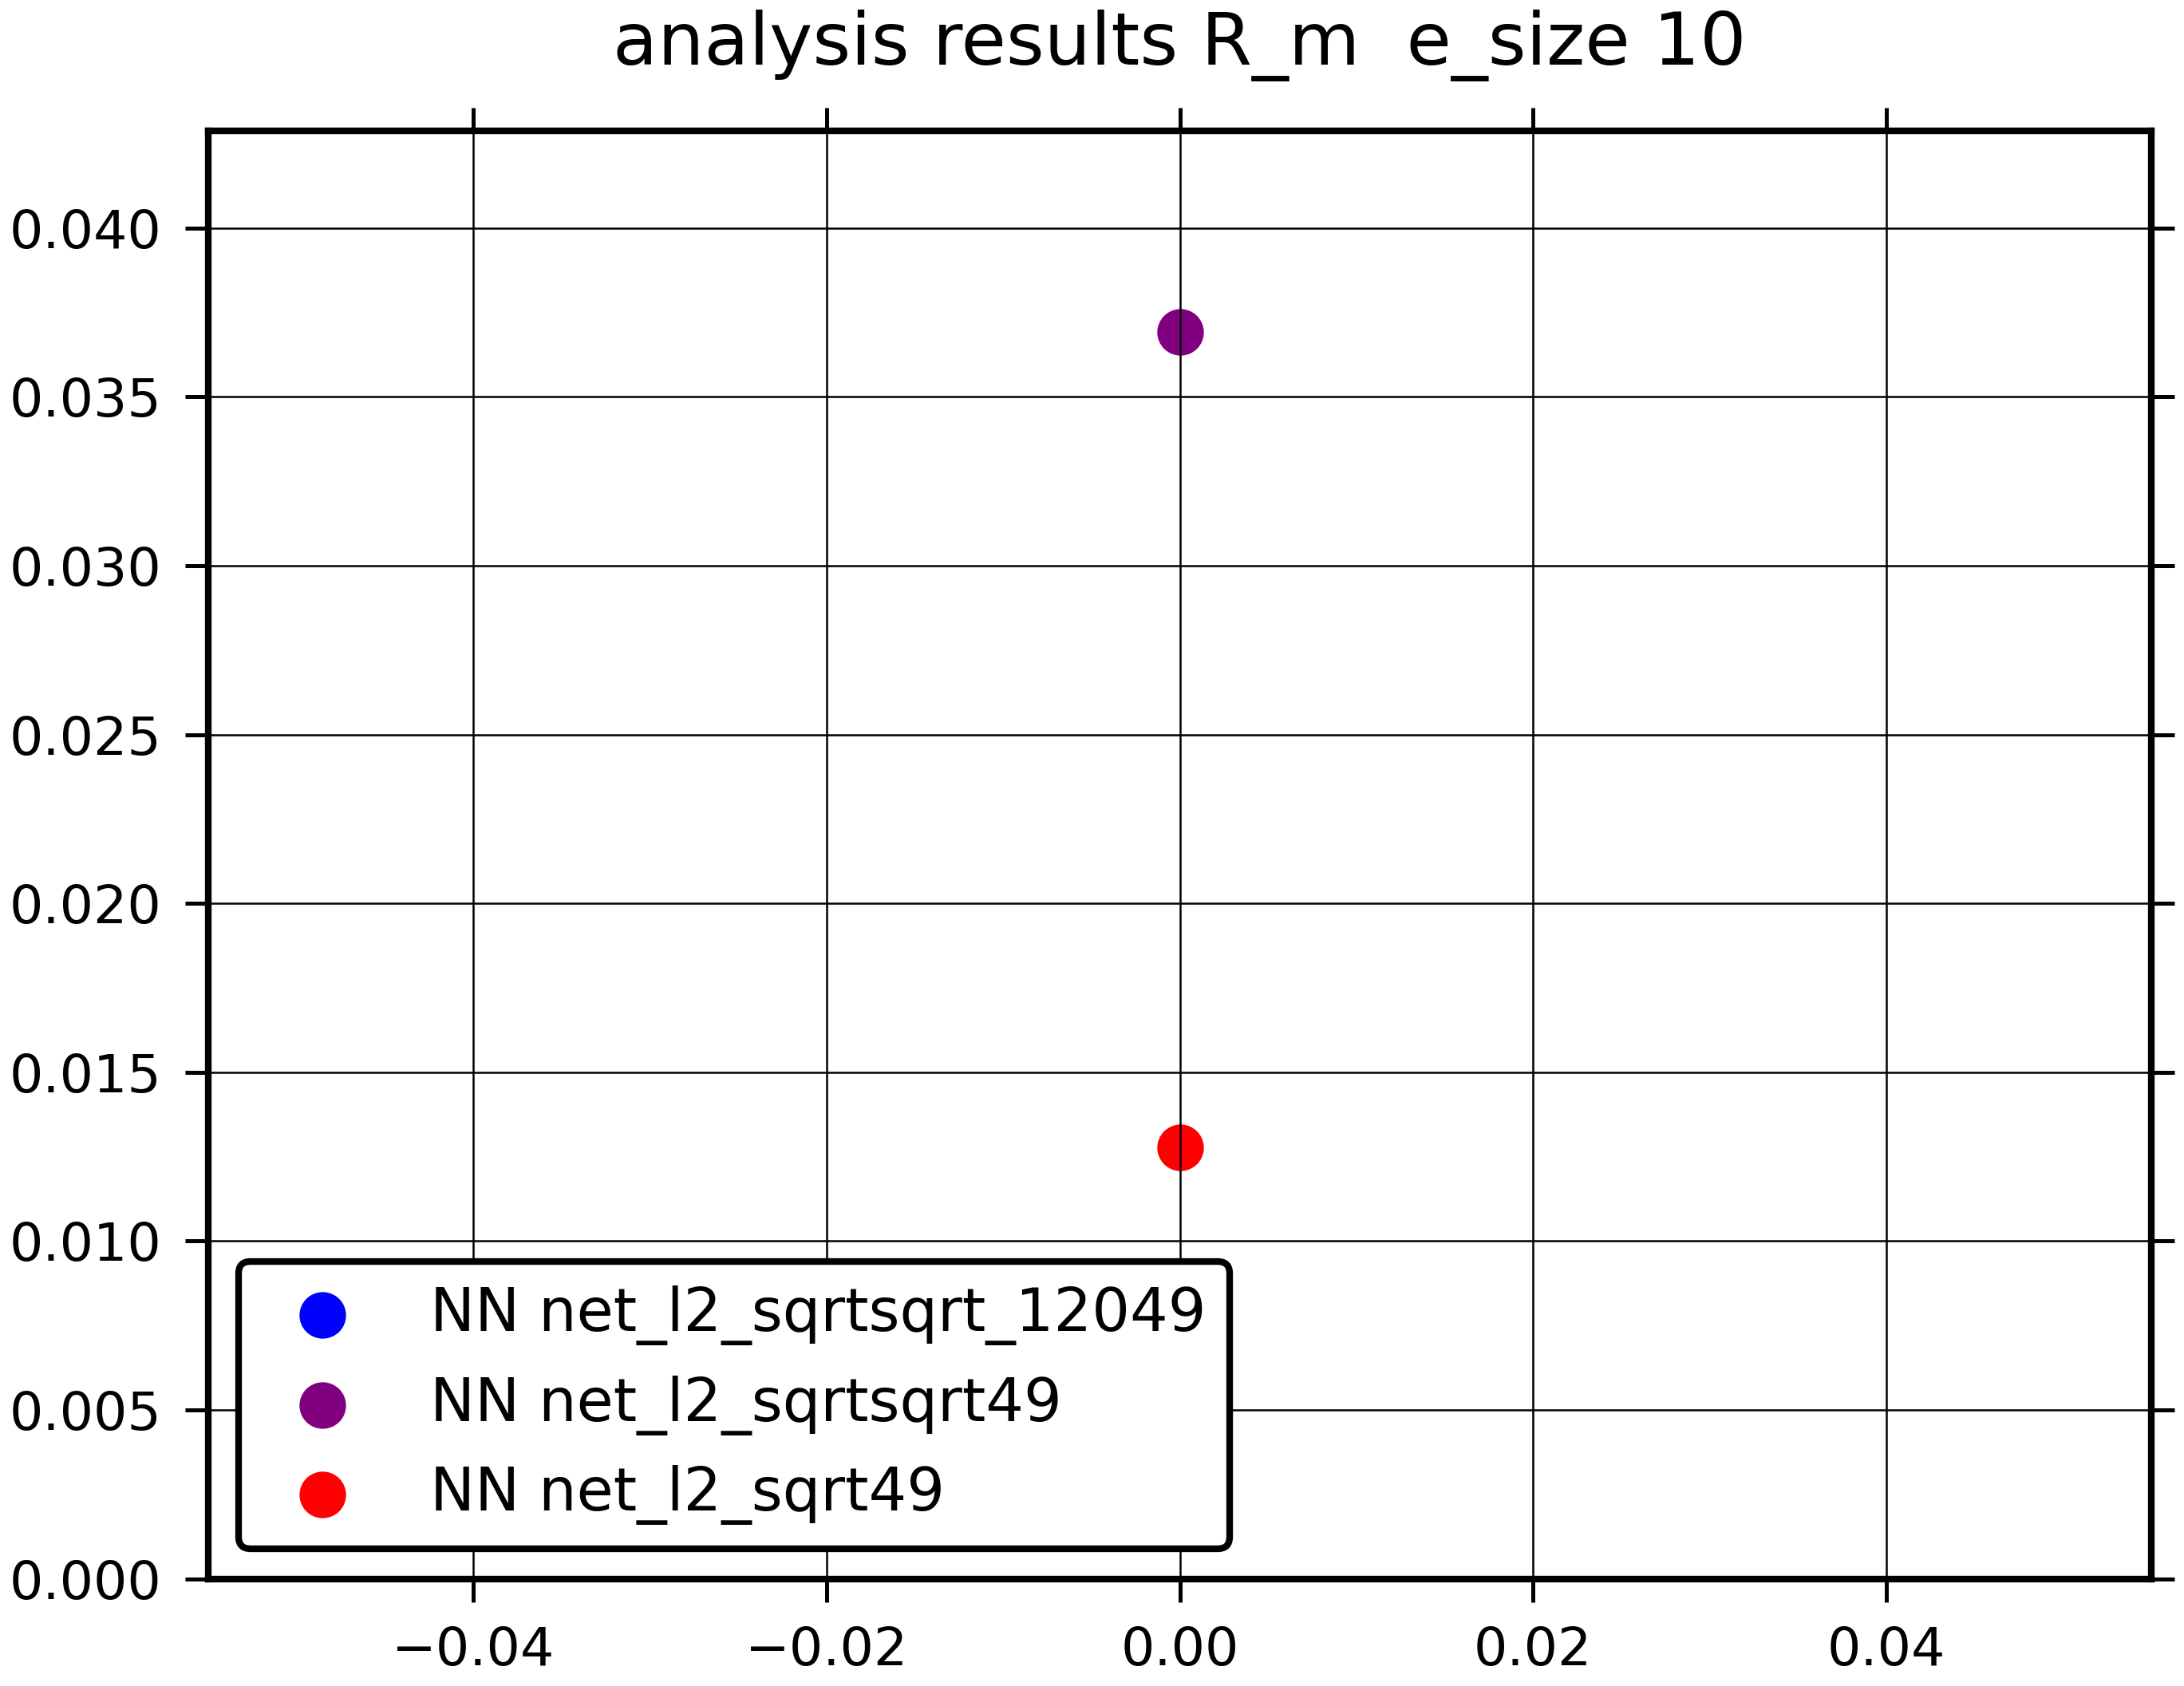 analysis results R_m  e_size 10
0.040
0.035
0.030
0.025
0.020
0.015
0.010
0.005
0.000
NN net_l2_sqrtsqrt_12049
NN net_l2_sqrtsqrt49
NN net_l2_sqrt49
−0.04 −0.02 0.00 0.02 0.04